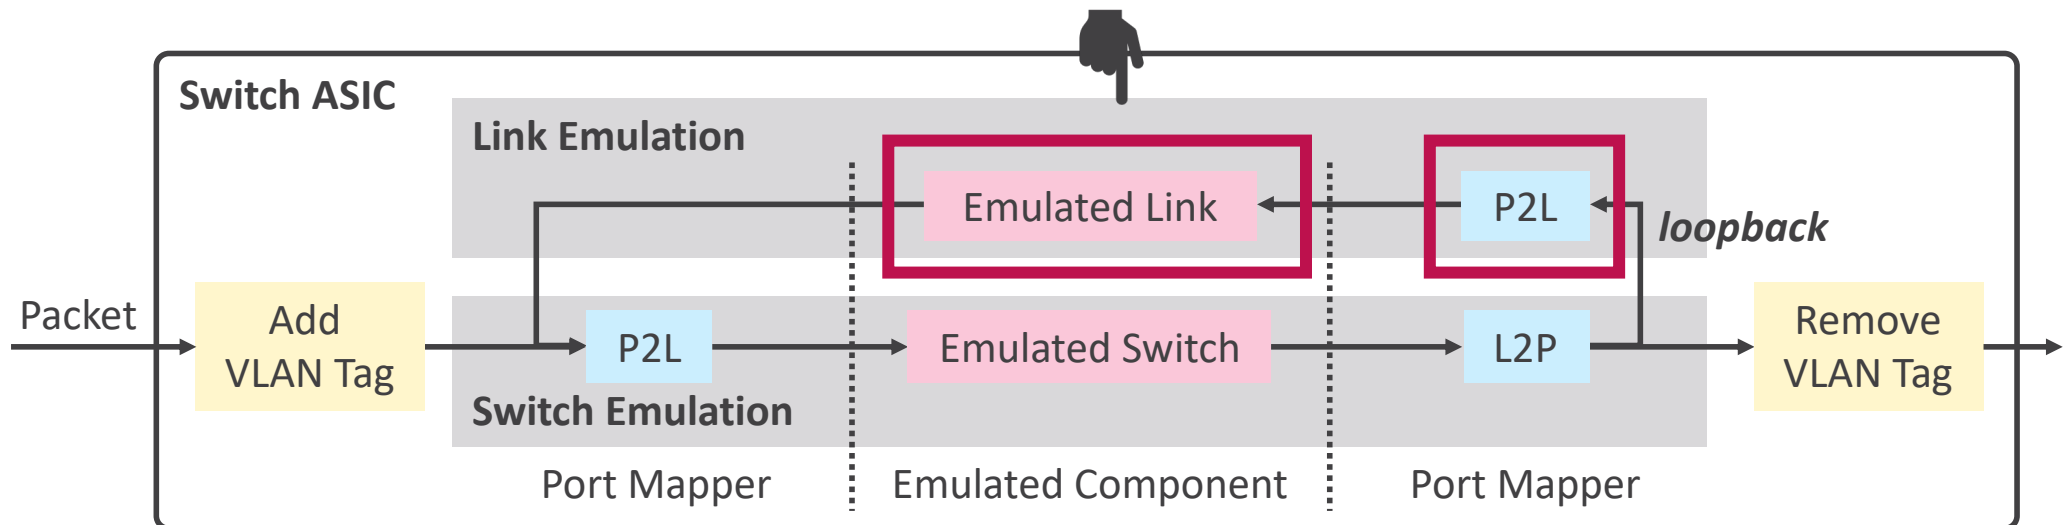 Switch ASIC
Link Emulation
Emulated Link
P2L
loopback
Packet
Add
VLAN Tag
P2L
Emulated Switch
L2P
Remove
VLAN Tag
Switch Emulation
Port Mapper
Emulated Component
Port Mapper